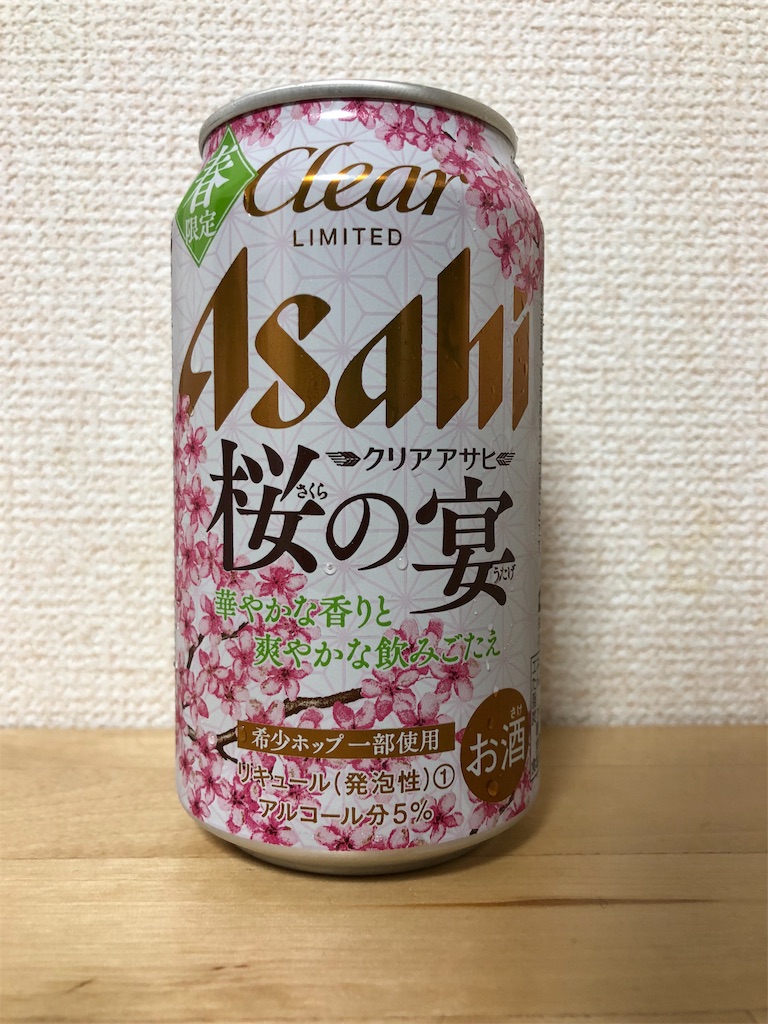 春
限定
Clear
LIMITED
Asahi
クリアアサヒ
桜の宴
さくら
うたげ
華やかな香りと
爽やかな飲みごたえ
希少ホップ一部使用
リキュール(発泡性)①
アルコール分5%
さけ
お酒